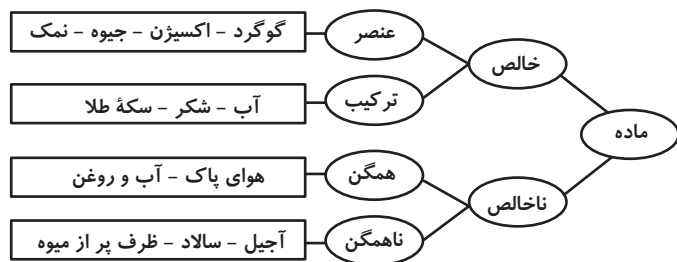 ماده
خالص
عنصر
گوگرد – اکسیژن – جیوه – نمک
ترکیب
آب – شکر – سکۀ طلا
ناخالص
همگن
هوای پاک – آب و روغن
ناهمگن
آجیل – سالاد – ظرف پر از میوه